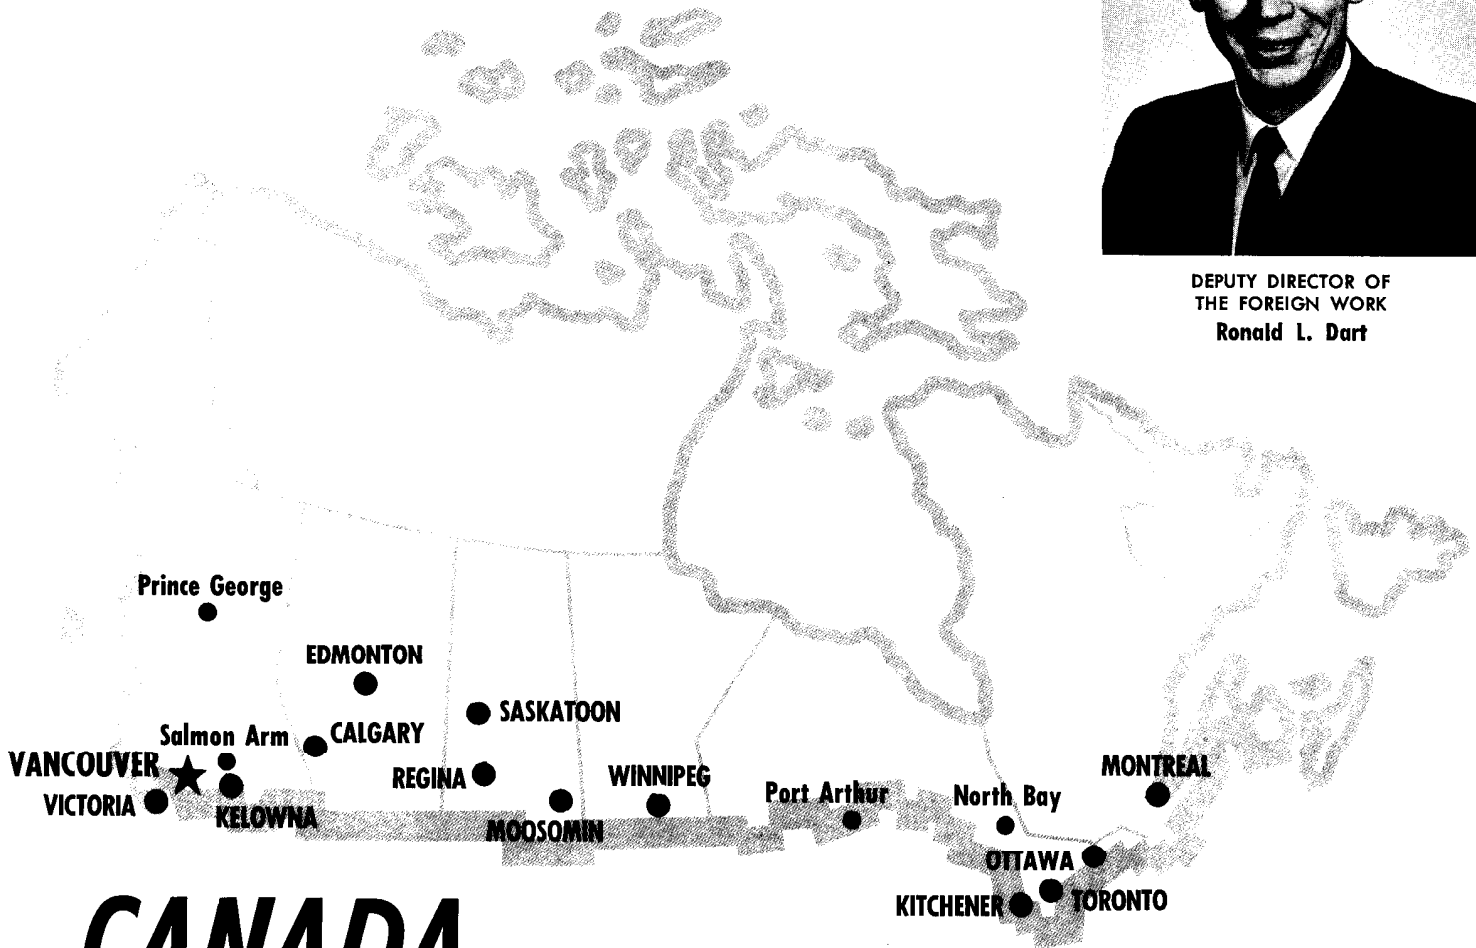 DEPUTY DIRECTOR OF
THE FOREIGN WORK
Ronald L. Dart
Prince George
EDMONTON
SASKATOON
Salmon Arm
CALGARY
VANCOUVER
REGINA
WINNIPEG
MONTREAL
VICTORIA
KELOWNA
Port Arthur
North Bay
MOOSOMIN
OTTAWA
KITCHENER
TORONTO
CANADA